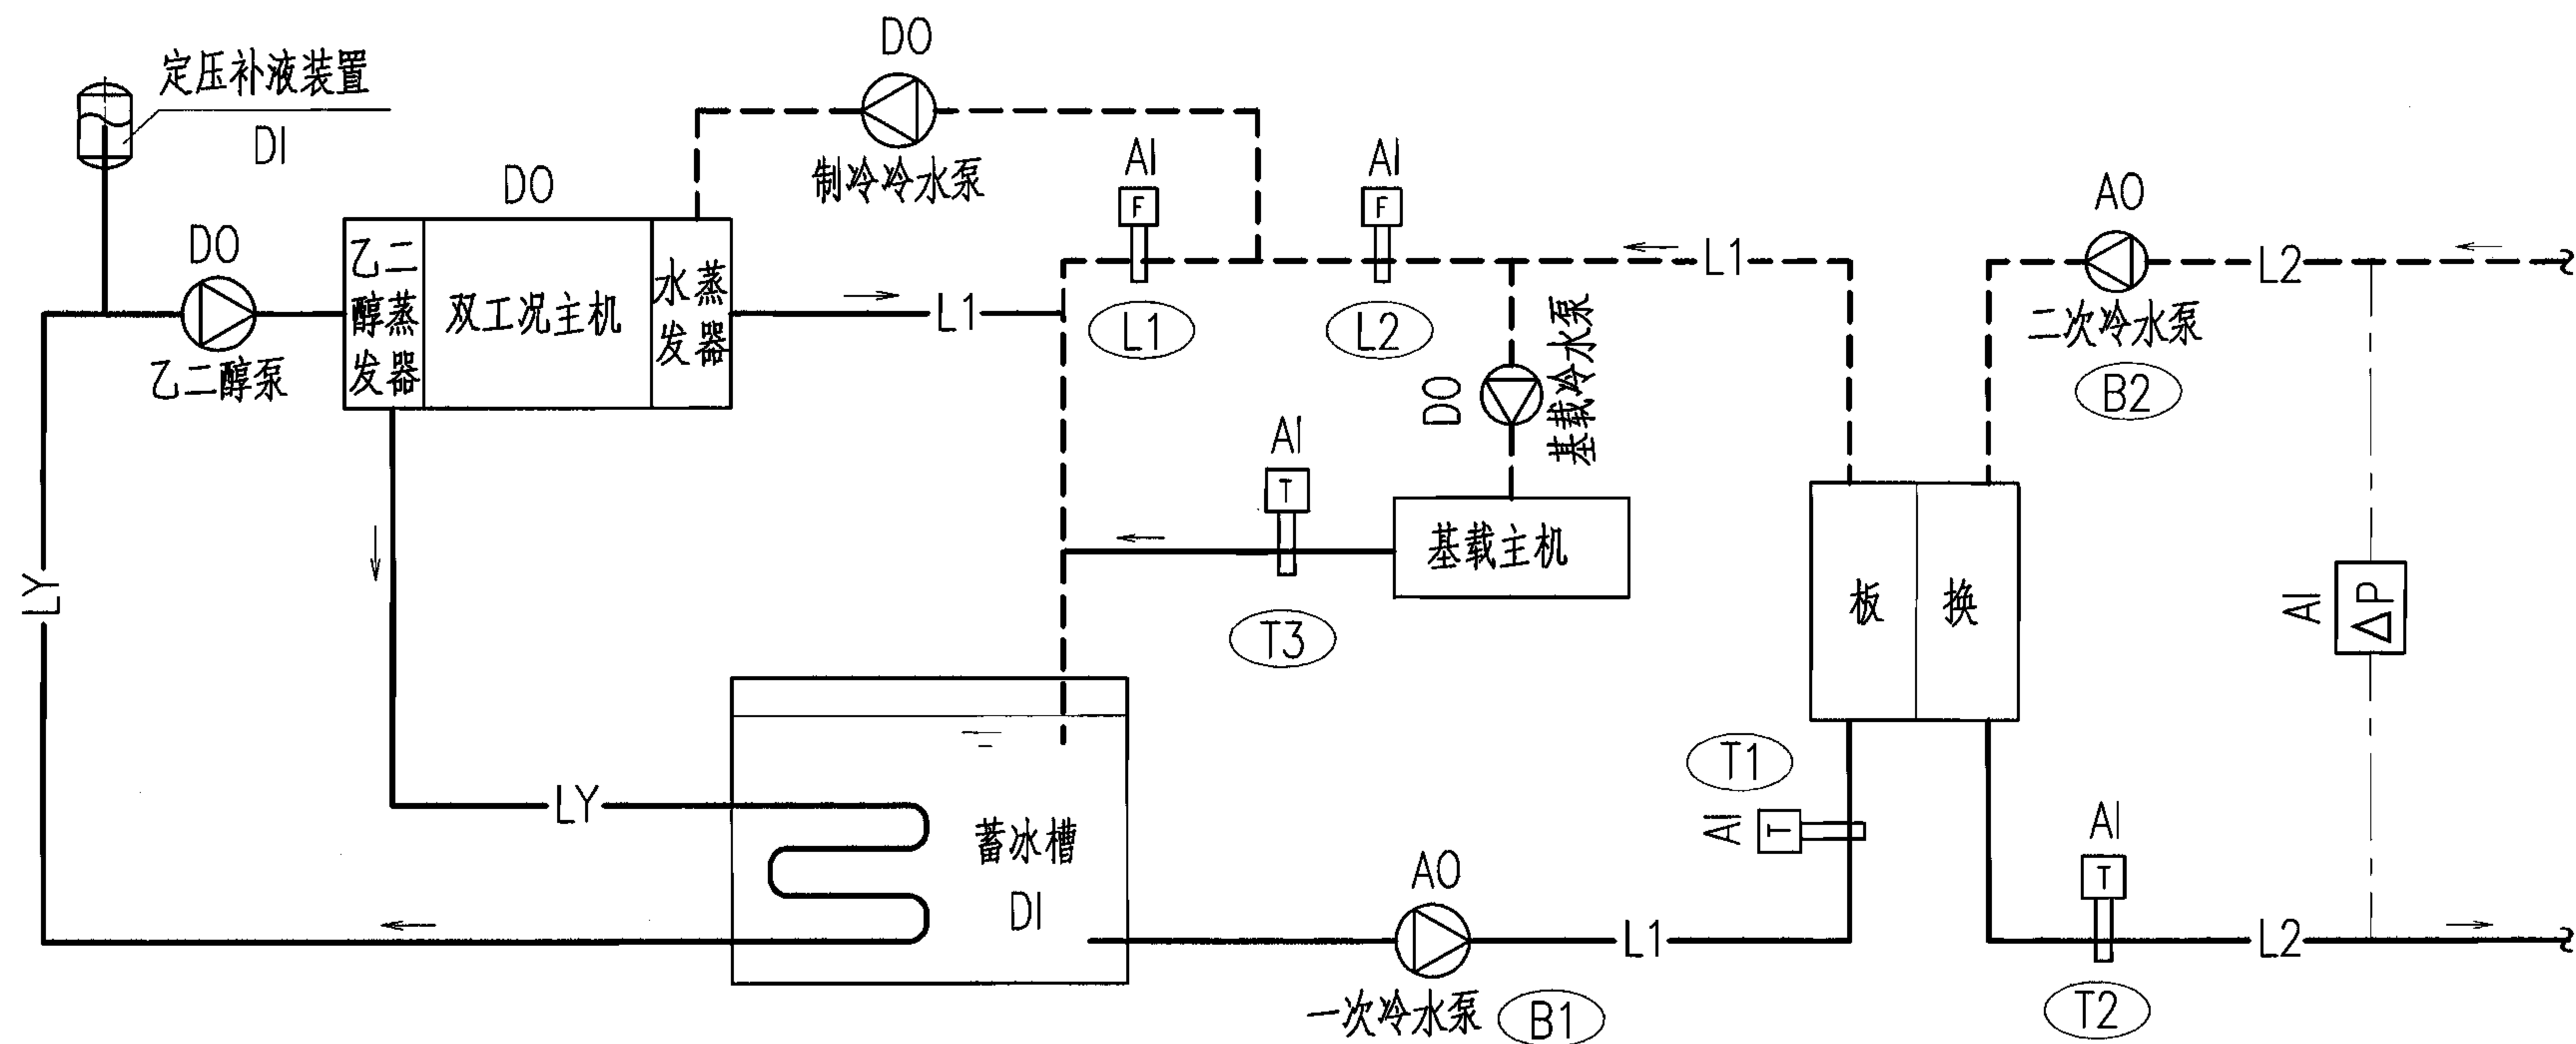 定压补液装置
DI
DO
乙二醇泵
DO
乙二
醇蒸
发器
双工况主机
水蒸
发器
DO
制冷冷水泵
L1
AI
F
L1
AI
F
L2
L1
AO
二次冷水泵
B2
L2
DO
基载冷水泵
AI
T
T3
基载主机
板 换
AI
ΔP
LY
LY
蓄冰槽
DI
AO
一次冷水泵
B1
L1
T1
AI
T
AI
T
T2
L2